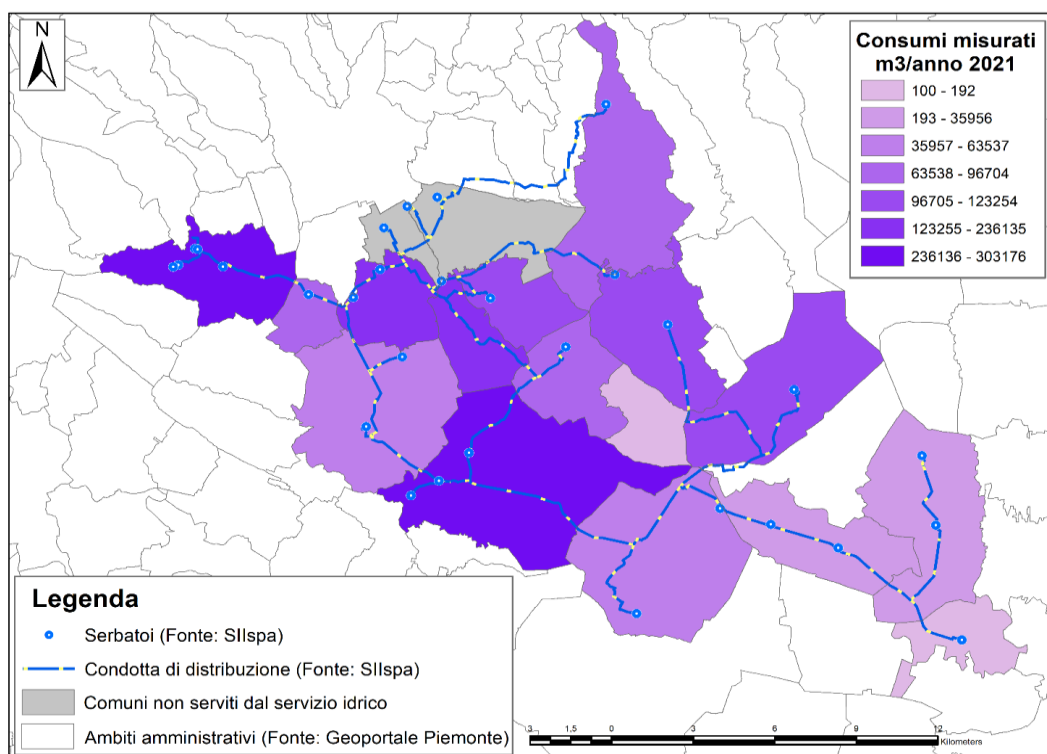 N
Consumi misurati
m3/anno 2021
100 - 192
193 - 35956
35957 - 63537
63538 - 96704
96705 - 123254
123255 - 236135
236136 - 303176
Legenda
Serbatoi (Fonte: SIIspa)
Condotta di distribuzione (Fonte: SIIspa)
Comuni non serviti dal servizio idrico
Ambiti amministrativi (Fonte: Geoportale Piemonte)
3 1,5 0 3 6 9 12
Kilometers